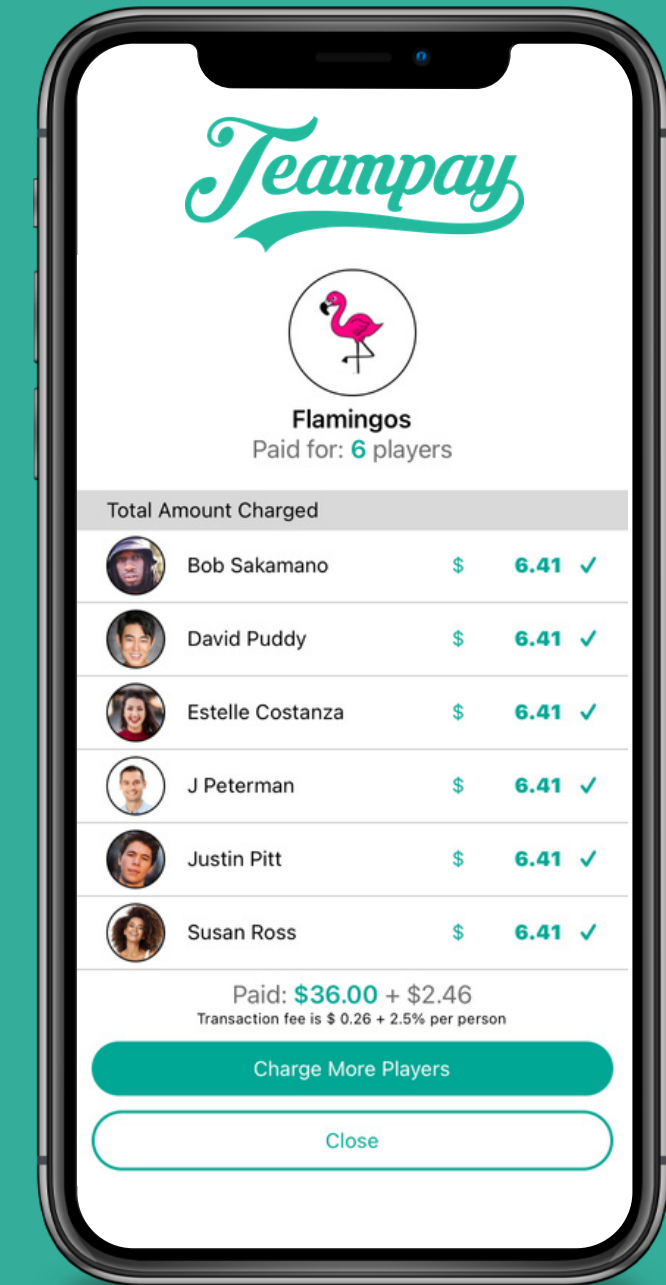 Teampay
Flamingos
Paid for: 6 players
Total Amount Charged
Bob Sakamano $ 6.41 ✓
David Puddy $ 6.41 ✓
Estelle Costanza $ 6.41 ✓
J Peterman $ 6.41 ✓
Justin Pitt $ 6.41 ✓
Susan Ross $ 6.41 ✓
Paid: $36.00 + $2.46
Transaction fee is $ 0.26 + 2.5% per person
Charge More Players
Close